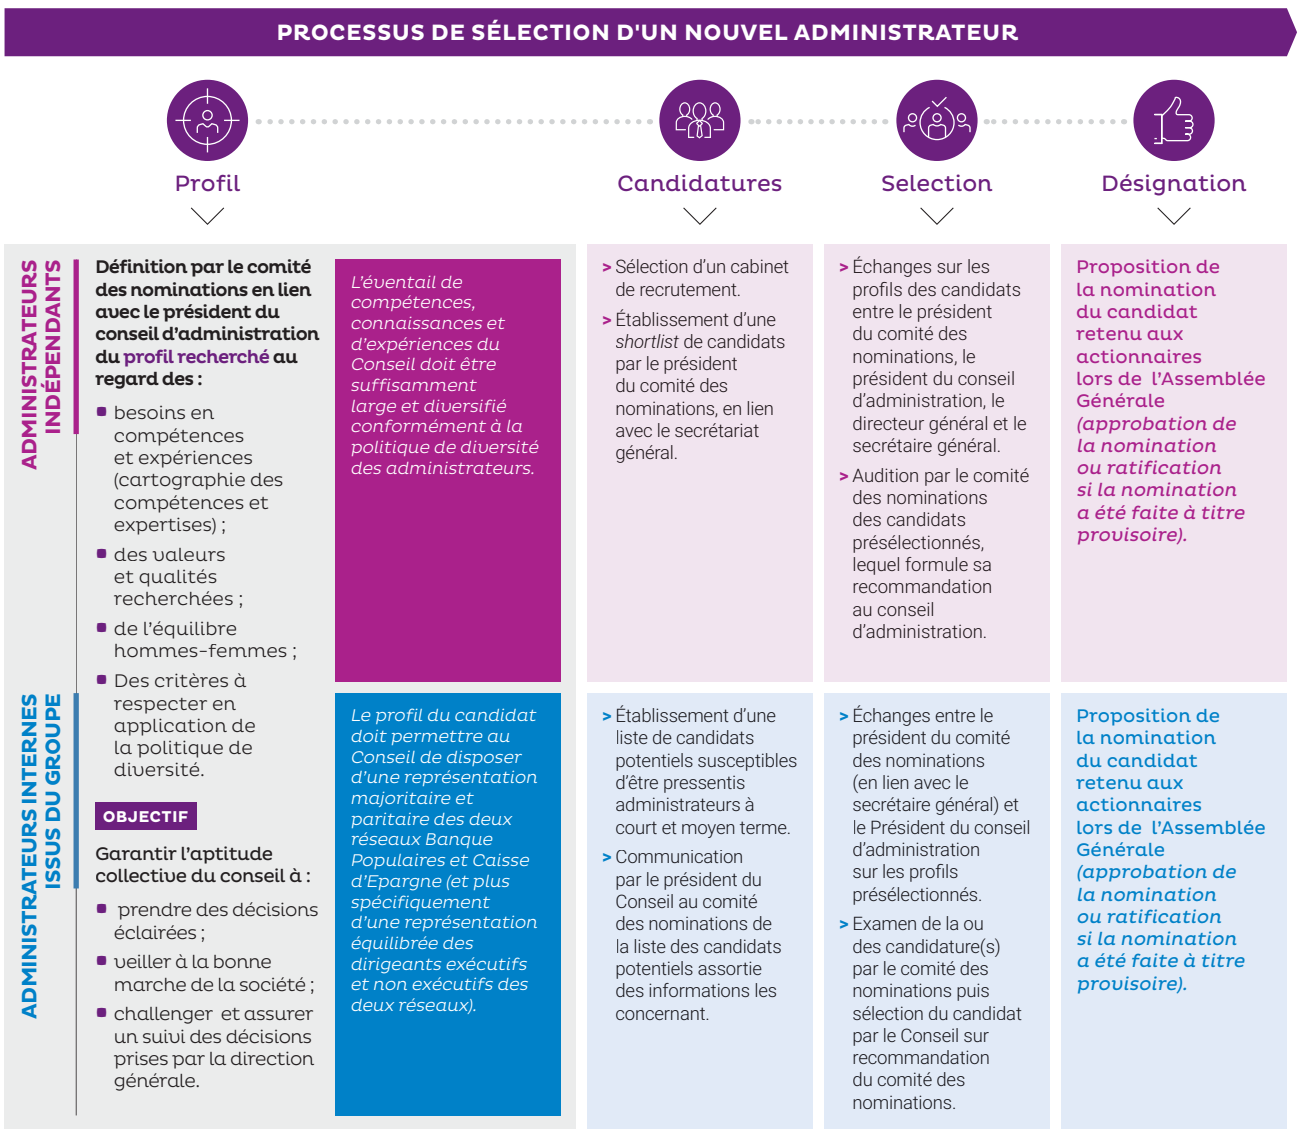 PROCESSUS DE SÉLECTION D'UN NOUVEL ADMINISTRATEUR
Profil
Candidatures
Selection
Désignation
ADMINISTRATEURS
INDÉPENDANTS
Définition par le comité
des nominations en lien
avec le président du
conseil d'administration
du profil recherché au
regard des :
besoins en
compétences
et expériences
(cartographie des
compétences et
expertises) ;
des valeurs
et qualités
recherchées ;
de l'équilibre
hommes-femmes ;
Des critères à
respecter en
application de
la politique de
diversité.
OBJECTIF
Garantir l'aptitude
collective du conseil à :
prendre des décisions
éclairées ;
veiller à la bonne
marche de la société ;
challenger et assurer
un suivi des décisions
prises par la direction
générale.
L'éventail de
compétences,
connaissances et
d'expériences du
Conseil doit être
suffisamment
large et diversifié
conformément à la
politique de diversité
des administrateurs.
> Sélection d'un cabinet
de recrutement.
> Établissement d'une
shortlist de candidats
par le président
du comité des
nominations, en lien
avec le secrétariat
général.
> Échanges sur les
profils des candidats
entre le président
du comité des
nominations, le
président du conseil
d'administration, le
directeur général et le
secrétaire général.
> Audition par le comité
des nominations
des candidats
présélectionnés,
lequel formule sa
recommandation
au conseil
d'administration.
Proposition de
la nomination
du candidat
retenu aux
actionnaires
lors de l'Assemblée
Générale
(approbation de
la nomination
ou ratification
si la nomination
a été faite à titre
provisoire).
ADMINISTRATEURS INTERNES
ISSUS DU GROUPE
Le profil du candidat
doit permettre au
Conseil de disposer
d'une représentation
majoritaire et
paritaire des deux
réseaux Banque
Populaires et Caisse
d'Epargne (et plus
spécifiquement
d'une représentation
équilibrée des
dirigeants exécutifs
et non exécutifs des
deux réseaux).
> Établissement d'une
liste de candidats
potentiels susceptibles
d'être pressentis
administrateurs à
court et moyen terme.
> Communication
par le président du
Conseil au comité
des nominations de
la liste des candidats
potentiels assortie
des informations les
concernant.
> Échanges entre le
président du comité
des nominations
(en lien avec le
secrétaire général) et
le Président du conseil
d'administration
sur les profils
présélectionnés.
> Examen de la ou
des candidature(s)
par le comité des
nominations puis
sélection du candidat
par le Conseil sur
recommandation
du comité des
nominations.
Proposition de
la nomination
du candidat
retenu aux
actionnaires
lors de l'Assemblée
Générale
(approbation de
la nomination
ou ratification
si la nomination
a été faite à titre
provisoire).